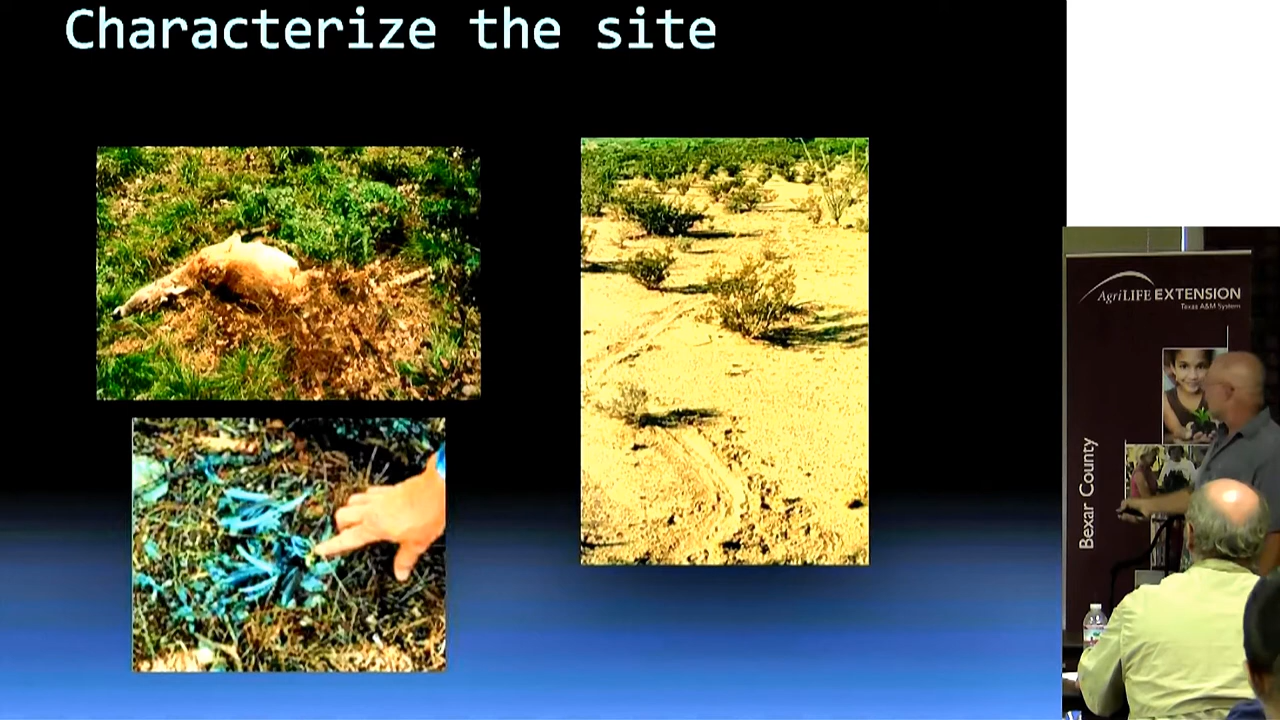 Characterize the site
AgriLIFE EXTENSION
Texas A&M System
Bexar County